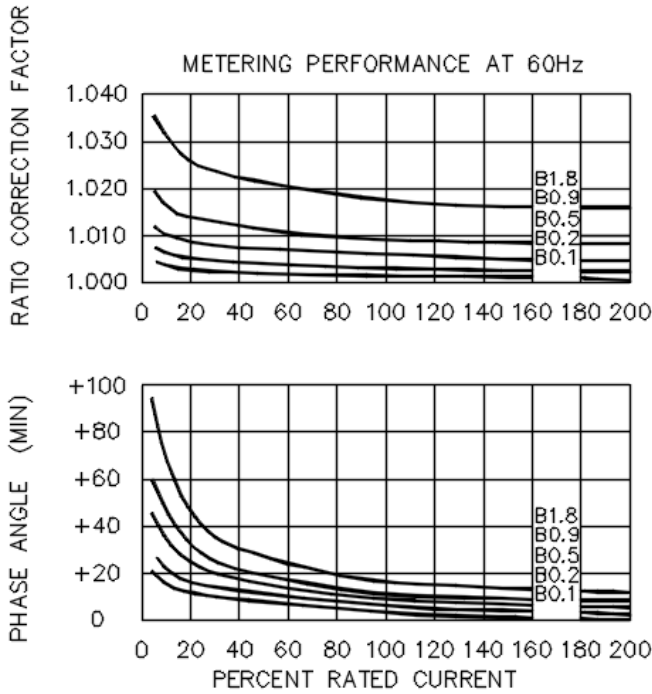 METERING PERFORMANCE AT 60Hz
RATIO CORRECTION FACTOR
1.040
1.030
1.020
1.010
1.000
B1.8
B0.9
B0.5
B0.2
B0.1
0 20 40 60 80 100 120 140 160 180 200
PHASE ANGLE (MIN)
+100
+80
+60
+40
+20
0
B1.8
B0.9
B0.5
B0.2
B0.1
0 20 40 60 80 100 120 140 160 180 200
PERCENT RATED CURRENT